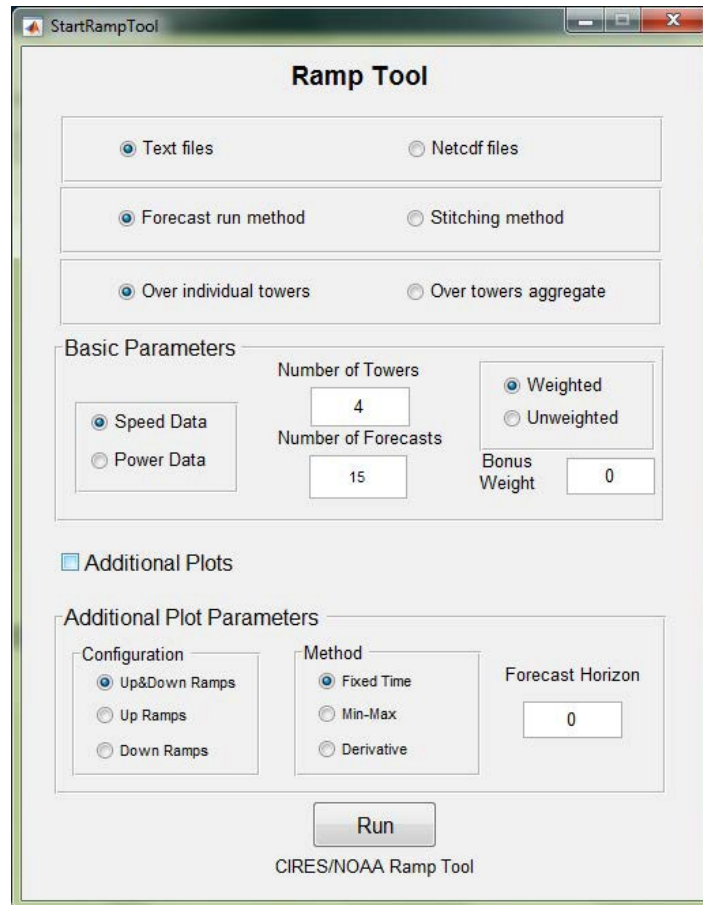 StartRampTool
Ramp Tool
Text files
Netcdf files
Forecast run method
Stitching method
Over individual towers
Over towers aggregate
Basic Parameters
Speed Data
Power Data
Number of Towers
4
Number of Forecasts
15
Weighted
Unweighted
Bonus
Weight
0
Additional Plots
Additional Plot Parameters
Configuration
Up&Down Ramps
Up Ramps
Down Ramps
Method
Fixed Time
Min-Max
Derivative
Forecast Horizon
0
Run
CIRES/NOAA Ramp Tool